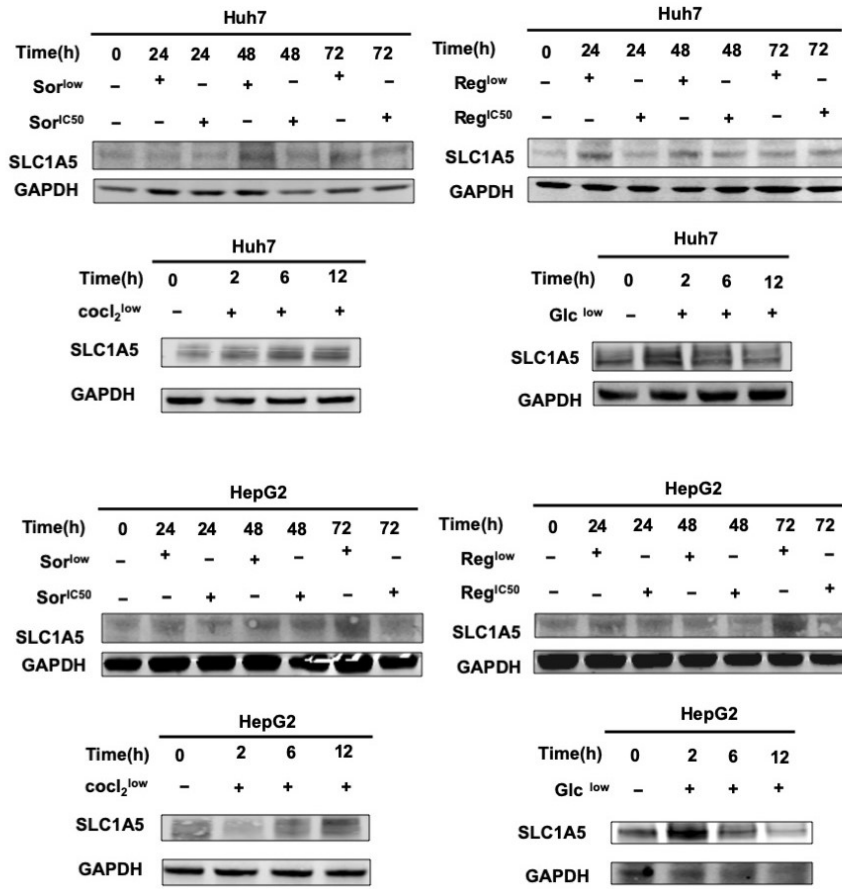 Huh7
Time(h) 0 24 24 48 48 72 72
Sorlow – + – + – + –
SorIC50 – – + – + – +
SLC1A5
GAPDH
Huh7
Time(h) 0 24 24 48 48 72 72
Reglow – + – + – + –
RegIC50 – – + – + – +
SLC1A5
GAPDH
Huh7
Time(h) 0 2 6 12
cocl2low – + + +
SLC1A5
GAPDH
Huh7
Time(h) 0 2 6 12
Glc low – + + +
SLC1A5
GAPDH
HepG2
Time(h) 0 24 24 48 48 72 72
Sorlow – + – + – + –
SorIC50 – – + – + – +
SLC1A5
GAPDH
HepG2
Time(h) 0 24 24 48 48 72 72
Reglow – + – + – + –
RegIC50 – – + – + – +
SLC1A5
GAPDH
HepG2
Time(h) 0 2 6 12
cocl2low – + + +
SLC1A5
GAPDH
HepG2
Time(h) 0 2 6 12
Glc low – + + +
SLC1A5
GAPDH